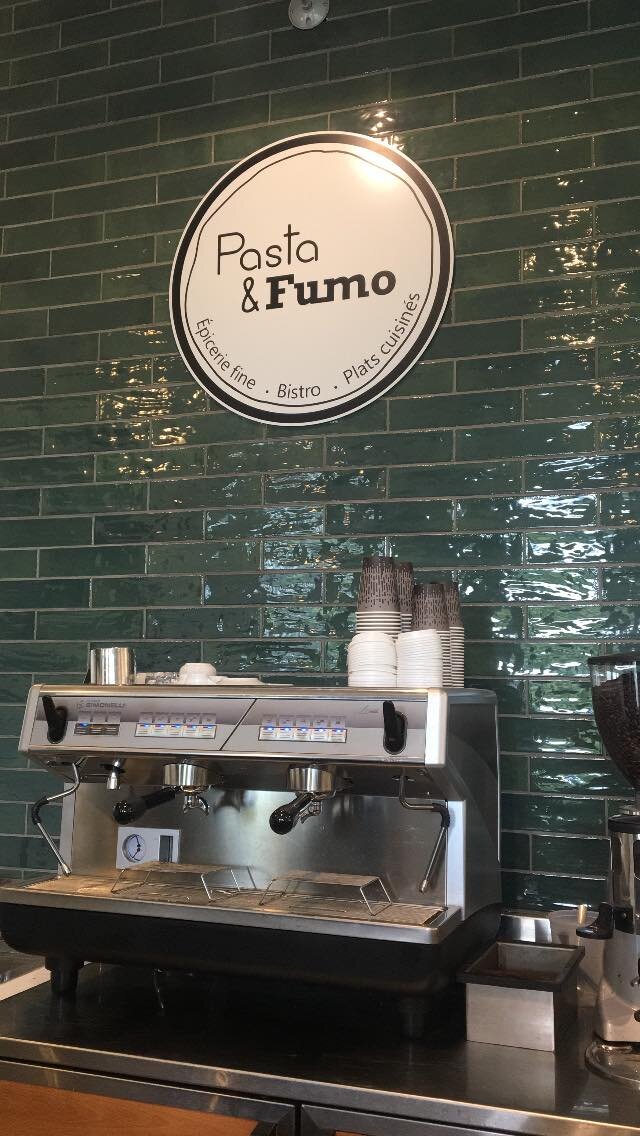 Pasta
& Fumo
Épicerie fine . Bistro . Plats cuisinés
SIMONELLI